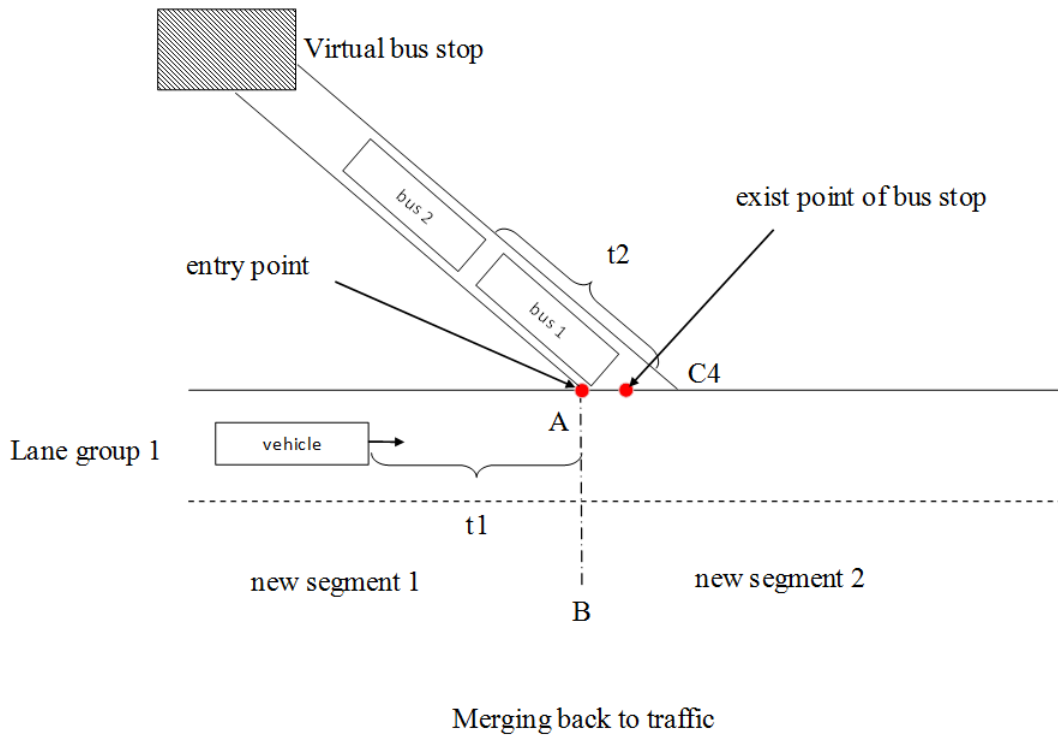 Virtual bus stop
bus 2
exist point of bus stop
t2
entry point
bus 1
C4
A
Lane group 1
vehicle
t1
new segment 1
new segment 2
B
Merging back to traffic